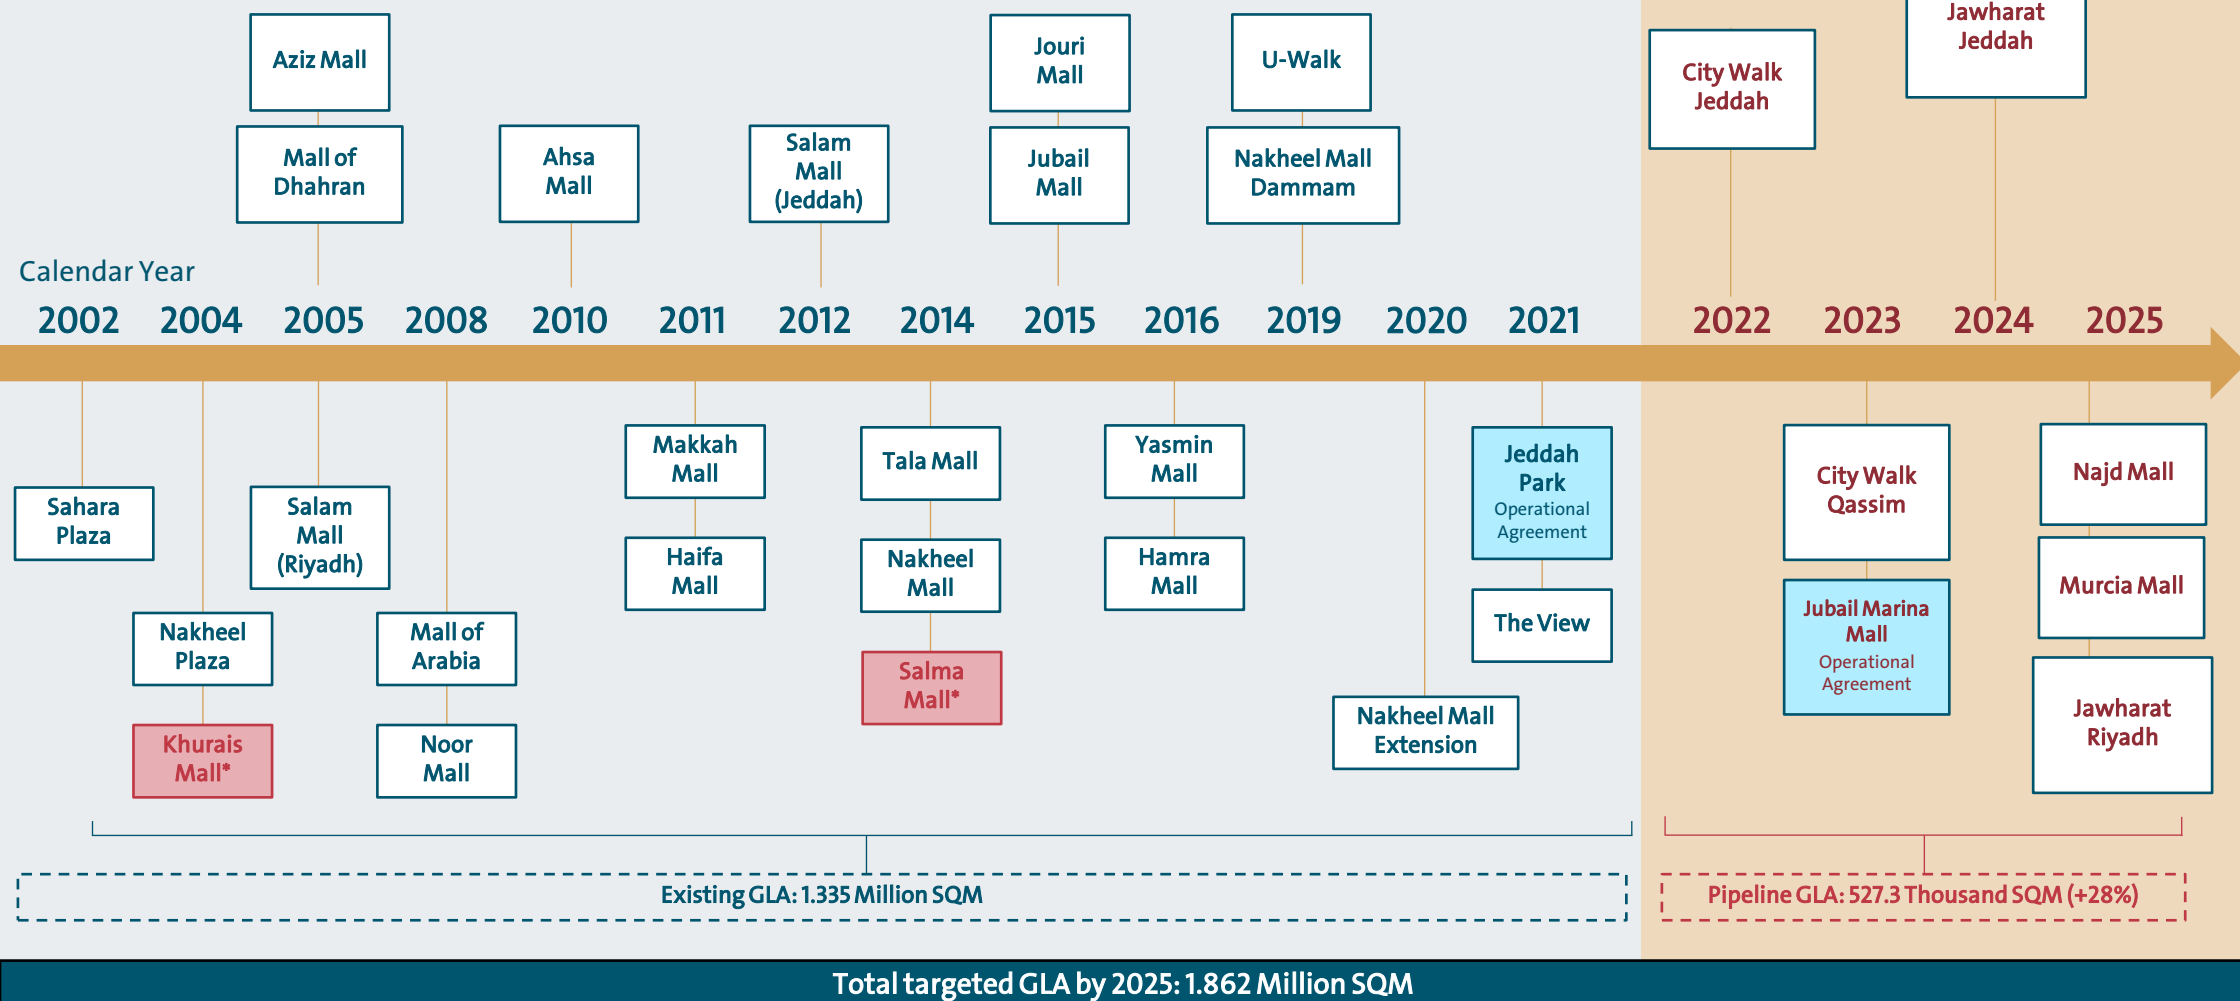 Aziz Mall
Mall of
Dhahran
Ahsa
Mall
Salam
Mall
(Jeddah)
Jouri
Mall
Jubail
Mall
U-Walk
Nakheel Mall
Dammam
City Walk
Jeddah
Jawharat
Jeddah
Calendar Year
2002 2004 2005 2008 2010 2011 2012 2014 2015 2016 2019 2020 2021 2022 2023 2024 2025
Sahara
Plaza
Nakheel
Plaza
Khurais
Mall*
Salam
Mall
(Riyadh)
Mall of
Arabia
Noor
Mall
Makkah
Mall
Haifa
Mall
Tala Mall
Nakheel
Mall
Salma
Mall*
Yasmin
Mall
Hamra
Mall
Nakheel Mall
Extension
Jeddah
Park
Operational
Agreement
The View
City Walk
Qassim
Jubail Marina
Mall
Operational
Agreement
Najd Mall
Murcia Mall
Jawharat
Riyadh
Existing GLA: 1.335 Million SQM
Pipeline GLA: 527.3 Thousand SQM (+28%)
Total targeted GLA by 2025: 1.862 Million SQM